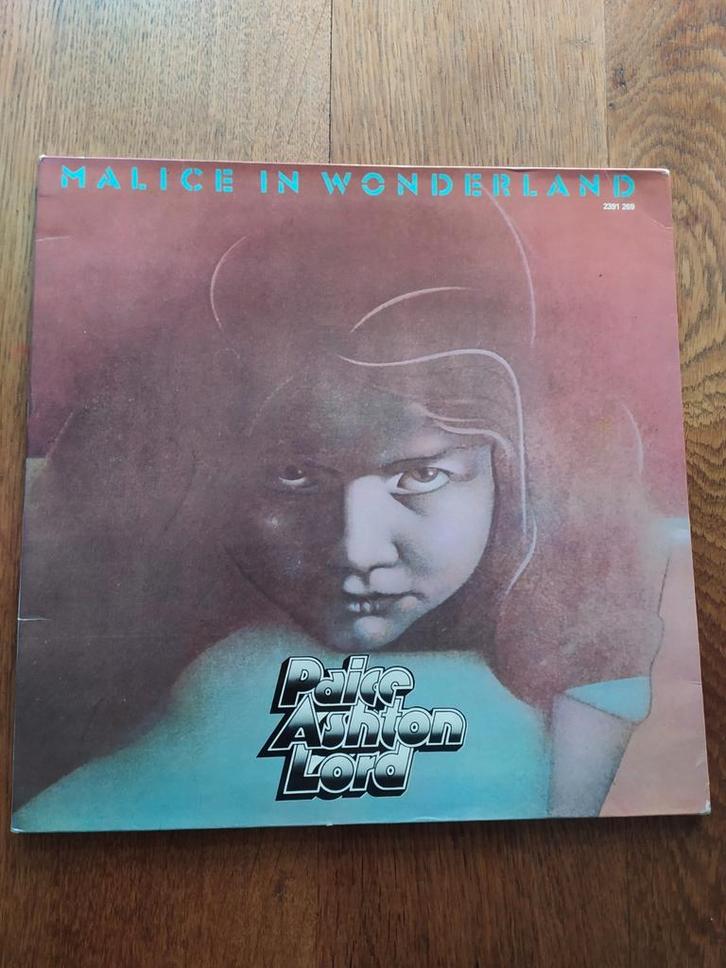 MALICE IN WONDERLAND
2391 269
Paice
Ashton
Lord